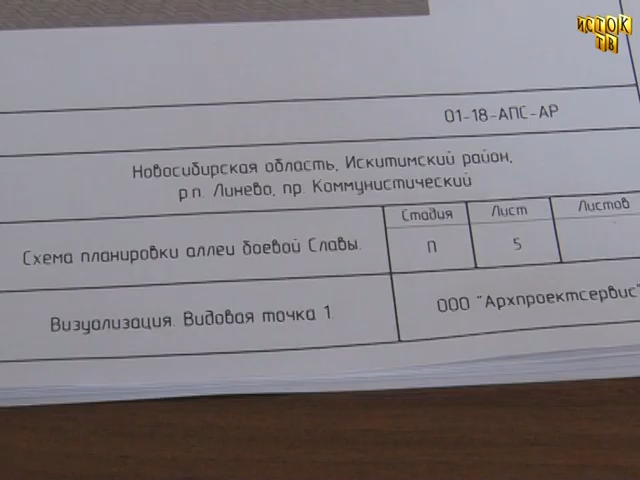 ИСТОК
ТВ
01-18-АПС-АР
Новосибирская область, Искитимский район,
р.п. Линево, пр. Коммунистический
Схема планировки аллеи боевой Славы.
Стадия Лист Листов
П 5
Визуализация. Видовая точка 1
ООО "Архпроектсервис"